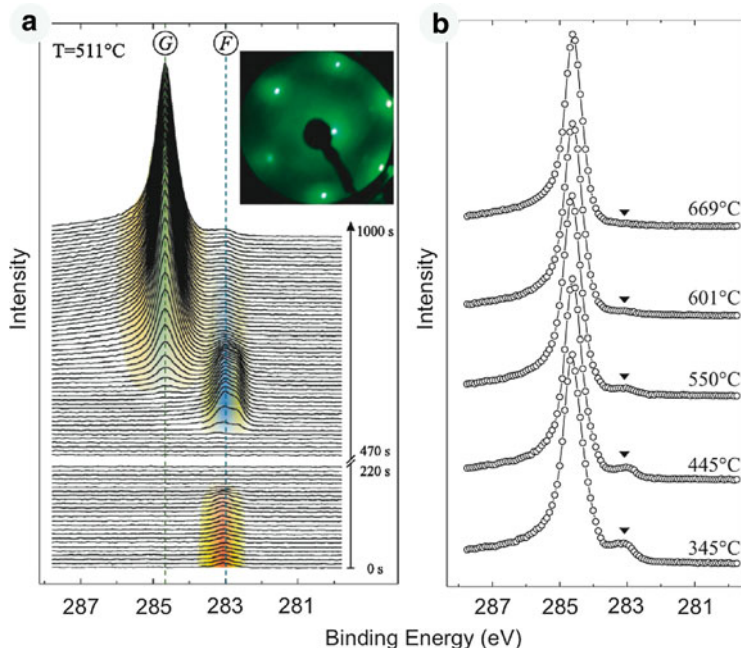 a
T=511°C
G
F
1000 s
470 s
220 s
0 s
Intensity
287 285 283 281
b
669°C
601°C
550°C
445°C
345°C
Intensity
287 285 283 281
Binding Energy (eV)